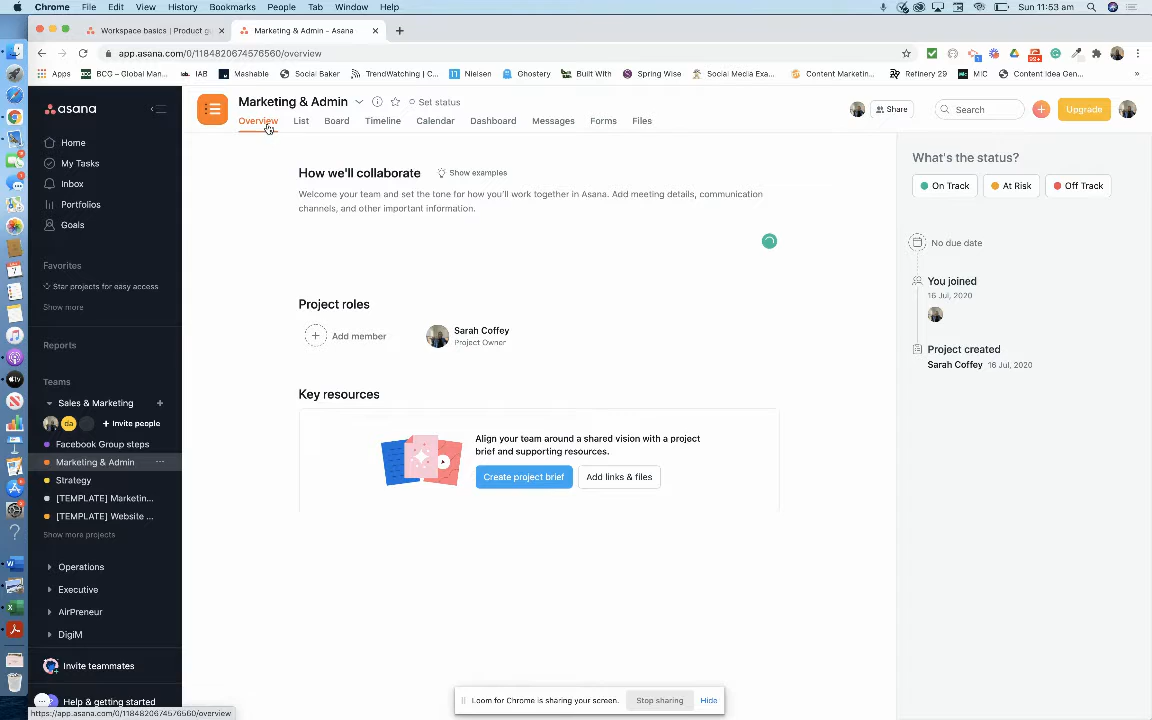 Chrome File Edit View History Bookmarks People Tab Window Help Sun 11:53 am
Workspace basics | Product gu Marketing & Admin - Asana
app.asana.com/0/1184820674576560/overview
Apps BCG – Global Man... IAB Mashable Social Baker TrendWatching | C... Nielsen Ghostery Built With Spring Wise Social Media Exa... Content Marketin... Refinery 29 MIC Content Idea Gen... »
asana
Home
My Tasks
Inbox
Portfolios
Goals
Favorites
Star projects for easy access
Show more
Reports
Teams
Sales & Marketing
da Invite people
Facebook Group steps
Marketing & Admin
Strategy
[TEMPLATE] Marketin...
[TEMPLATE] Website ...
Show more projects
Operations
Executive
AirPreneur
DigiM
Invite teammates
Help & getting started
https://app.asana.com/0/1184820674576560/overview
Marketing & Admin Set status
Share Search Upgrade
Overview List Board Timeline Calendar Dashboard Messages Forms Files
How we'll collaborate Show examples
Welcome your team and set the tone for how you'll work together in Asana. Add meeting details, communication
channels, and other important information.
Project roles
Add member
Sarah Coffey
Project Owner
Key resources
Align your team around a shared vision with a project
brief and supporting resources.
Create project brief Add links & files
What's the status?
On Track At Risk Off Track
No due date
You joined
16 Jul, 2020
Project created
Sarah Coffey 16 Jul, 2020
Loom for Chrome is sharing your screen. Stop sharing Hide